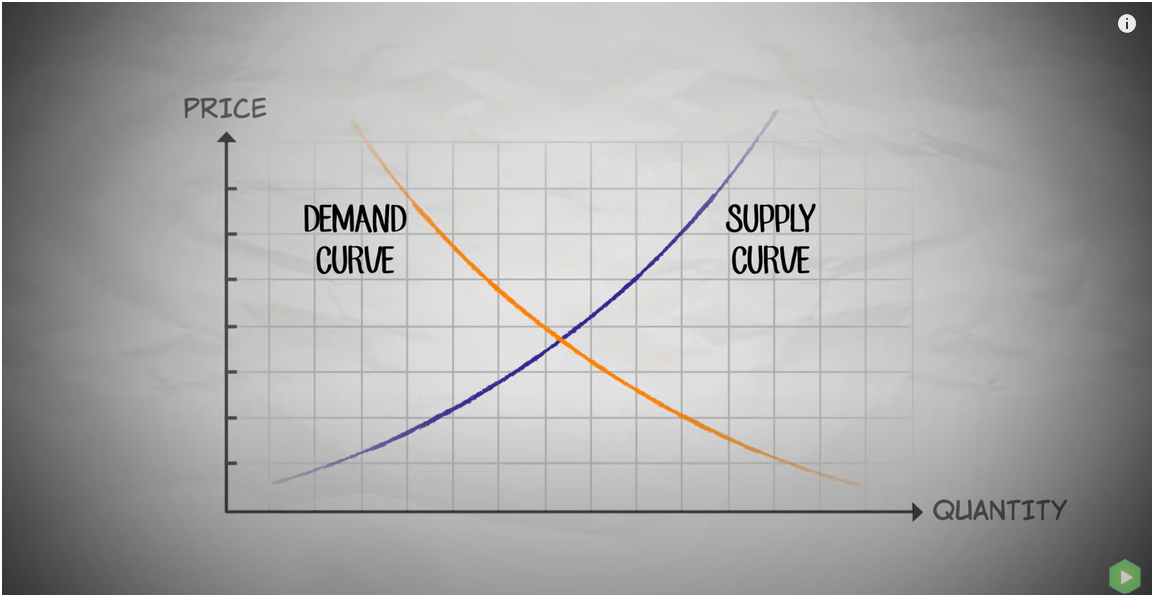 PRICE
DEMAND
CURVE
SUPPLY
CURVE
QUANTITY